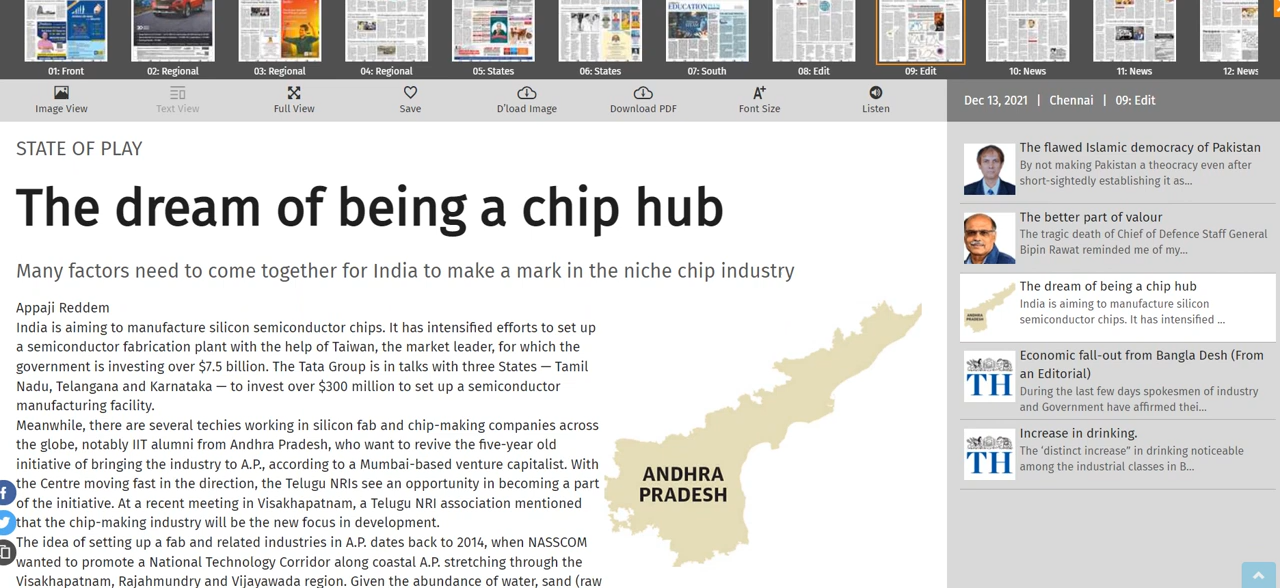 01: Front
02: Regional
03: Regional
04: Regional
05: States
06: States
EDUCATION
07: South
08: Edit
09: Edit
10: News
11: News
12: News
Image View
Text View
Full View
Save
D'load Image
Download PDF
Font Size
Listen
Dec 13, 2021 | Chennai | 09: Edit
STATE OF PLAY
The dream of being a chip hub
Many factors need to come together for India to make a mark in the niche chip industry
Appaji Reddem
India is aiming to manufacture silicon semiconductor chips. It has intensified efforts to set up
a semiconductor fabrication plant with the help of Taiwan, the market leader, for which the
government is investing over $7.5 billion. The Tata Group is in talks with three States — Tamil
Nadu, Telangana and Karnataka — to invest over $300 million to set up a semiconductor
manufacturing facility.
Meanwhile, there are several techies working in silicon fab and chip-making companies across
the globe, notably IIT alumni from Andhra Pradesh, who want to revive the five-year old
initiative of bringing the industry to A.P., according to a Mumbai-based venture capitalist. With
the Centre moving fast in the direction, the Telugu NRIs see an opportunity in becoming a part
of the initiative. At a recent meeting in Visakhapatnam, a Telugu NRI association mentioned
that the chip-making industry will be the new focus in development.
The idea of setting up a fab and related industries in A.P. dates back to 2014, when NASSCOM
wanted to promote a National Technology Corridor along coastal A.P. stretching through the
Visakhapatnam, Rajahmundry and Vijayawada region. Given the abundance of water, sand (raw
ANDHRA
PRADESH
The flawed Islamic democracy of Pakistan
By not making Pakistan a theocracy even after
short-sightedly establishing it as...
The better part of valour
The tragic death of Chief of Defence Staff General
Bipin Rawat reminded me of my...
The dream of being a chip hub
India is aiming to manufacture silicon
semiconductor chips. It has intensified ...
ANDHRA
PRADESH
Economic fall-out from Bangla Desh (From
an Editorial)
During the last few days spokesmen of industry
and Government have affirmed thei...
TH
Increase in drinking.
The ‘distinct increase” in drinking noticeable
among the industrial classes in B...
TH